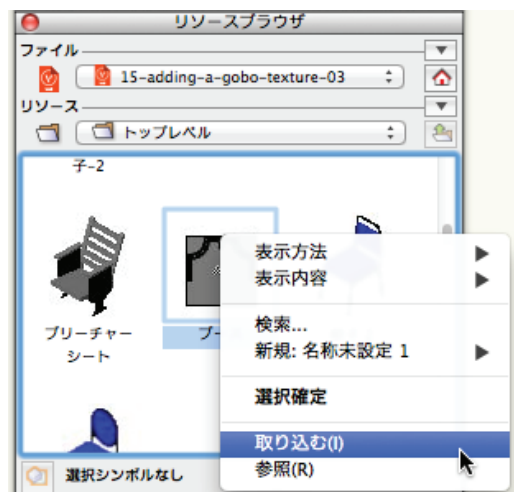 リソースブラウザ
ファイル
15-adding-a-gobo-texture-03
リソース
トップレベル
子-2
ブリーチャー
シート
表示方法
表示内容
検索...
新規: 名称未設定 1
選択確定
取り込む(I)
参照(R)
選択シンボルなし